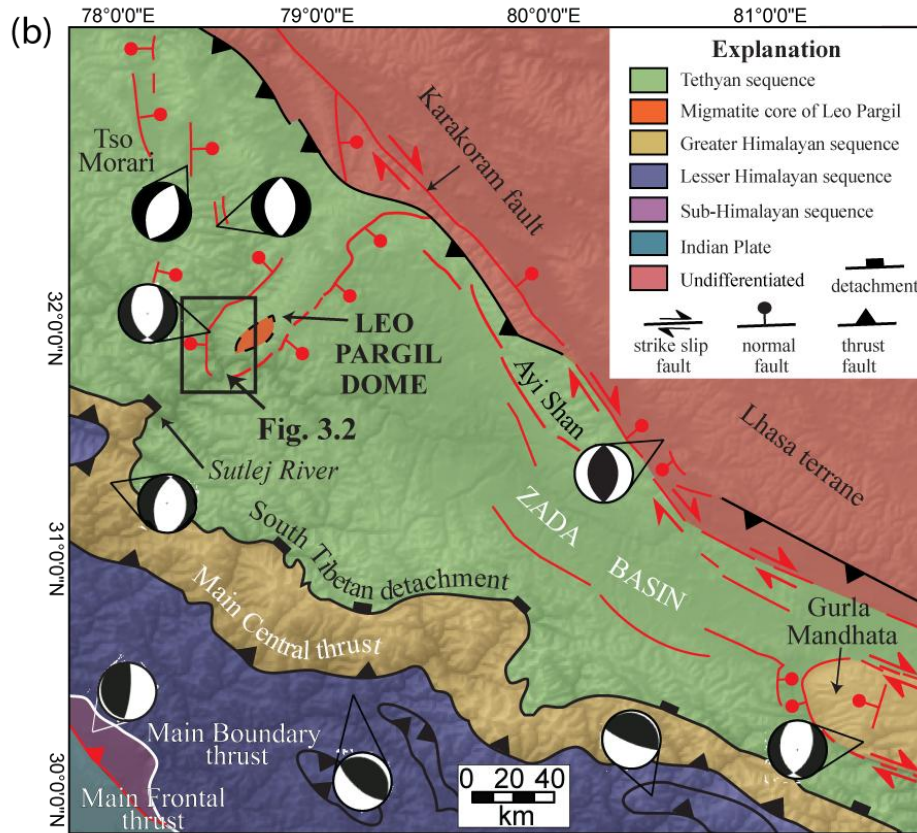 (b)
78°0'0"E
79°0'0"E
80°0'0"E
81°0'0"E
32°0'0"N
31°0'0"N
30°0'0"N
Explanation
Tethyan sequence
Migmatite core of Leo Pargil
Greater Himalayan sequence
Lesser Himalayan sequence
Sub-Himalayan sequence
Indian Plate
Undifferentiated
detachment
strike slip
fault
normal
fault
thrust
fault
Tso
Morari
Karakoram fault
LEO
PARGIL
DOME
Fig. 3.2
Sutlej River
Ayi Shan
Lhasa terrane
ZADA
BASIN
South Tibetan detachment
Main Central thrust
Gurla
Mandhata
Main Boundary
thrust
Main Frontal
thrust
0 20 40
km